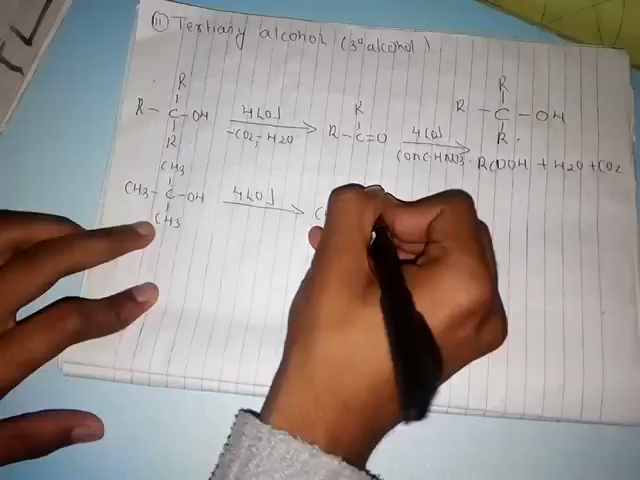 (11) Tertiary alcohol (3° alcohol)
R R R
R - C - OH 4[O] R - C = O 4[O] R - C - OH
R -CO2, -H2O conc. HNO3 R
RCOOH + H2O + CO2
CH3
CH3 - C - OH 4[O]
CH3